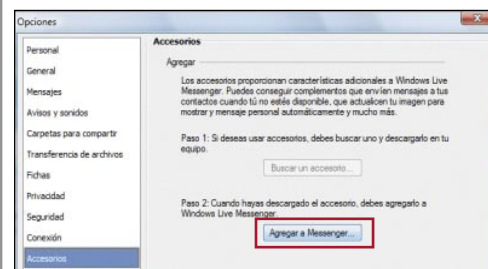 Opciones
Personal
General
Mensajes
Avisos y sonidos
Carpetas para compartir
Transferencia de archivos
Fichas
Privacidad
Seguridad
Conexión
Accesorios
Accesorios
Agregar
Los accesorios proporcionan características adicionales a Windows Live
Messenger. Puedes conseguir complementos que envíen mensajes a tus
contactos cuando tú no estés disponible, que actualicen tu imagen para
mostrar y mensaje personal automáticamente y mucho más.
Paso 1: Si deseas usar accesorios, debes buscar uno y descargarlo en tu
equipo.
Buscar un accesorio...
Paso 2: Cuando hayas descargado el accesorio, debes agregarlo a
Windows Live Messenger.
Agregar a Messenger...